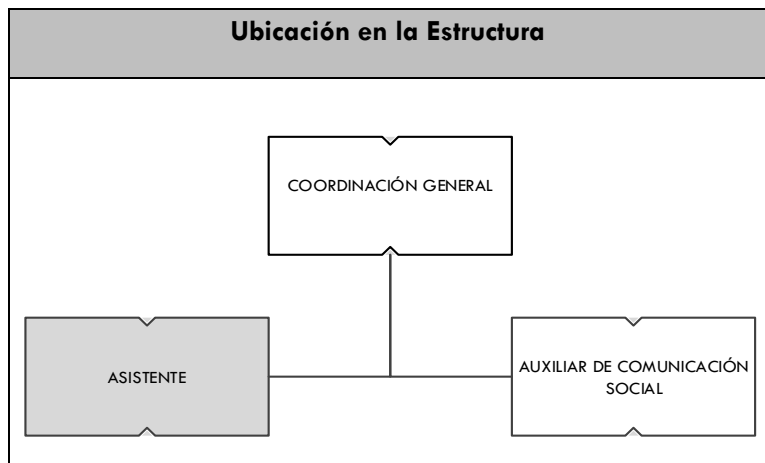 Ubicación en la Estructura
COORDINACIÓN GENERAL
ASISTENTE
AUXILIAR DE COMUNICACIÓN
SOCIAL